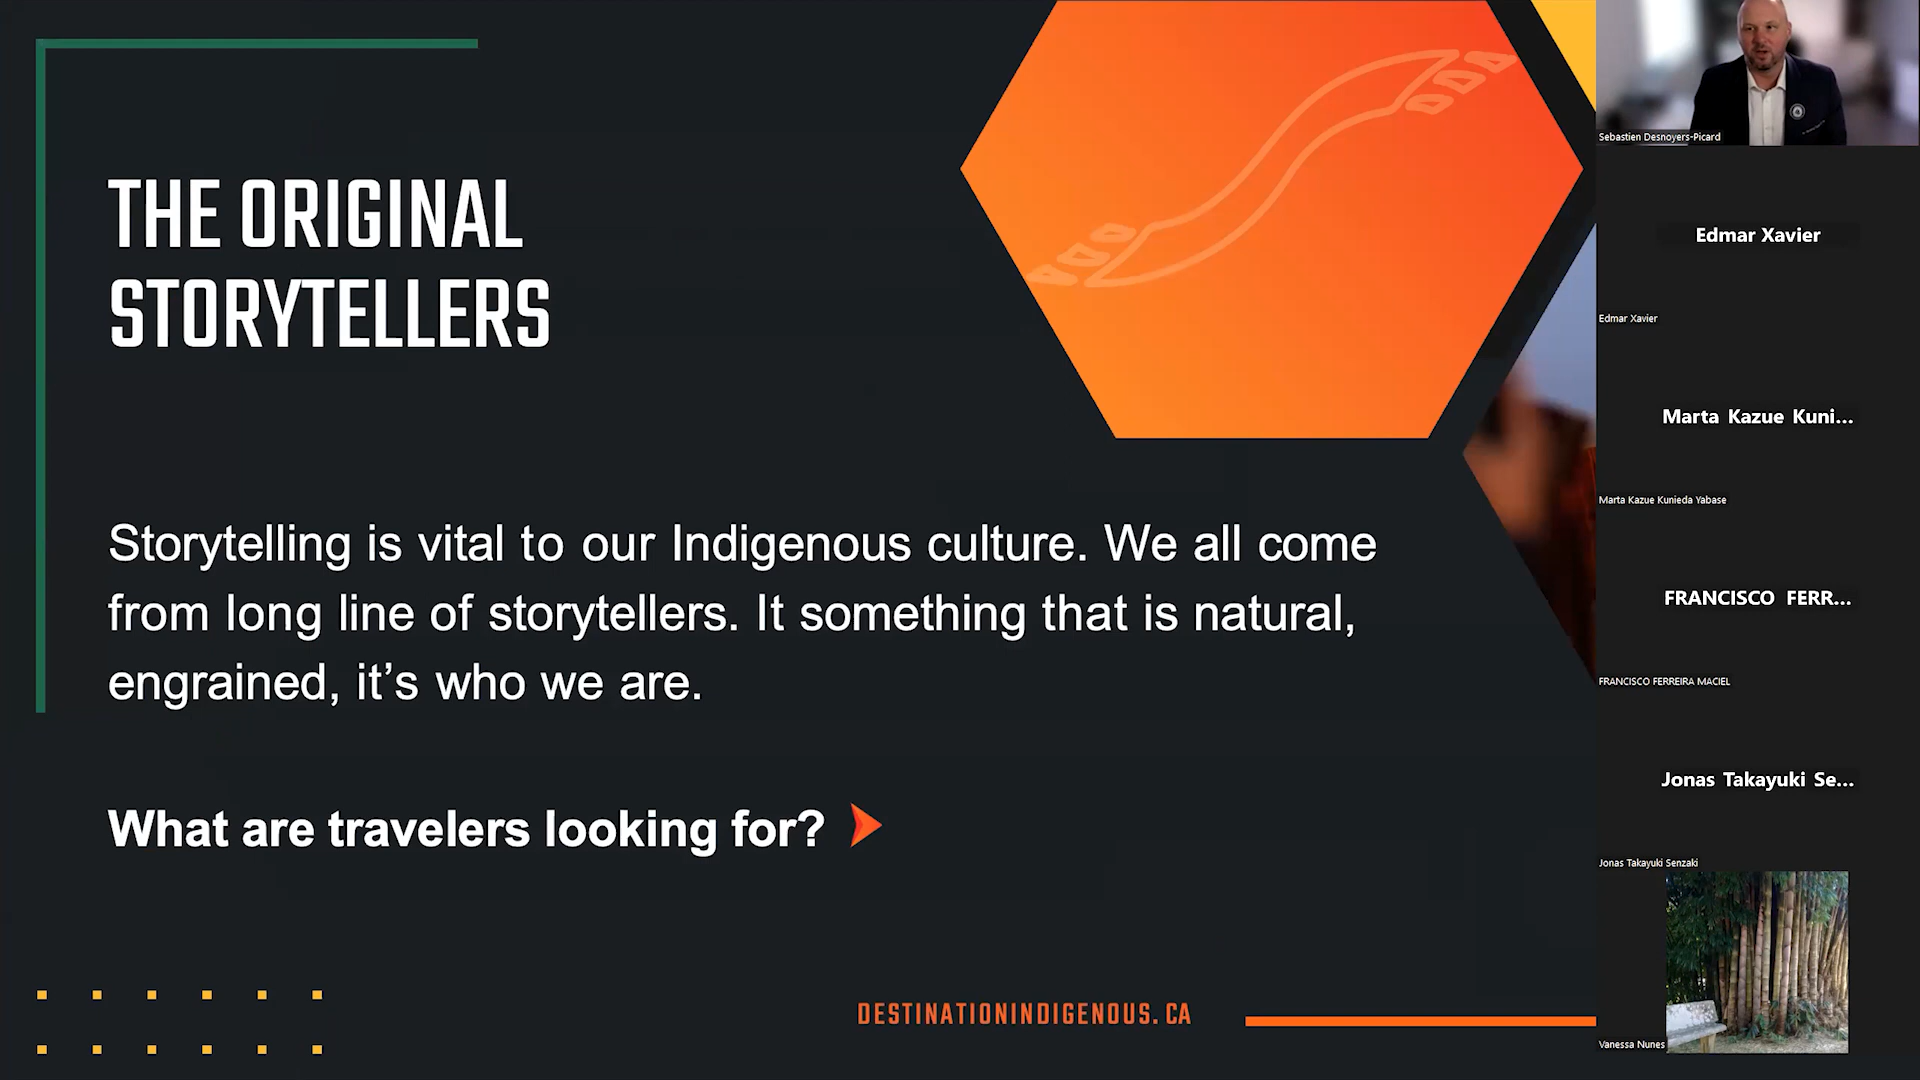 THE ORIGINAL
STORYTELLERS
Storytelling is vital to our Indigenous culture. We all come
from long line of storytellers. It something that is natural,
engrained, it’s who we are.
What are travelers looking for?
DESTINATIONINDIGENOUS.CA
Sebastien Desnoyers-Picard
Edmar Xavier
Edmar Xavier
Marta Kazue Kuni...
Marta Kazue Kunieda Yabase
FRANCISCO FERR...
FRANCISCO FERREIRA MACIEL
Jonas Takayuki Se...
Jonas Takayuki Senzaki
Vanessa Nunes